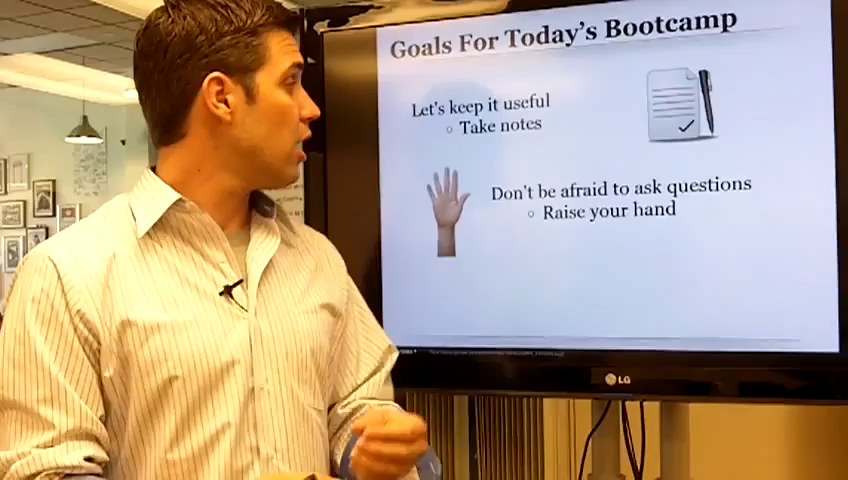 Goals For Today's Bootcamp
Let's keep it useful
○ Take notes
Don't be afraid to ask questions
○ Raise your hand
LG